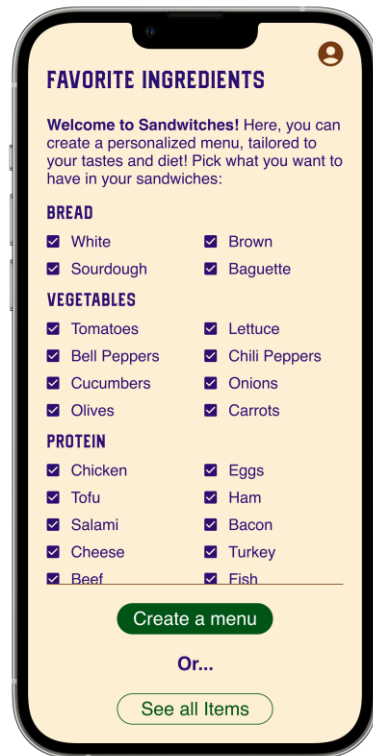 FAVORITE INGREDIENTS
Welcome to Sandwitches! Here, you can
create a personalized menu, tailored to
your tastes and diet! Pick what you want to
have in your sandwiches:
BREAD
White Brown
Sourdough Baguette
VEGETABLES
Tomatoes Lettuce
Bell Peppers Chili Peppers
Cucumbers Onions
Olives Carrots
PROTEIN
Chicken Eggs
Tofu Ham
Salami Bacon
Cheese Turkey
Beef Fish
Create a menu
Or...
See all Items